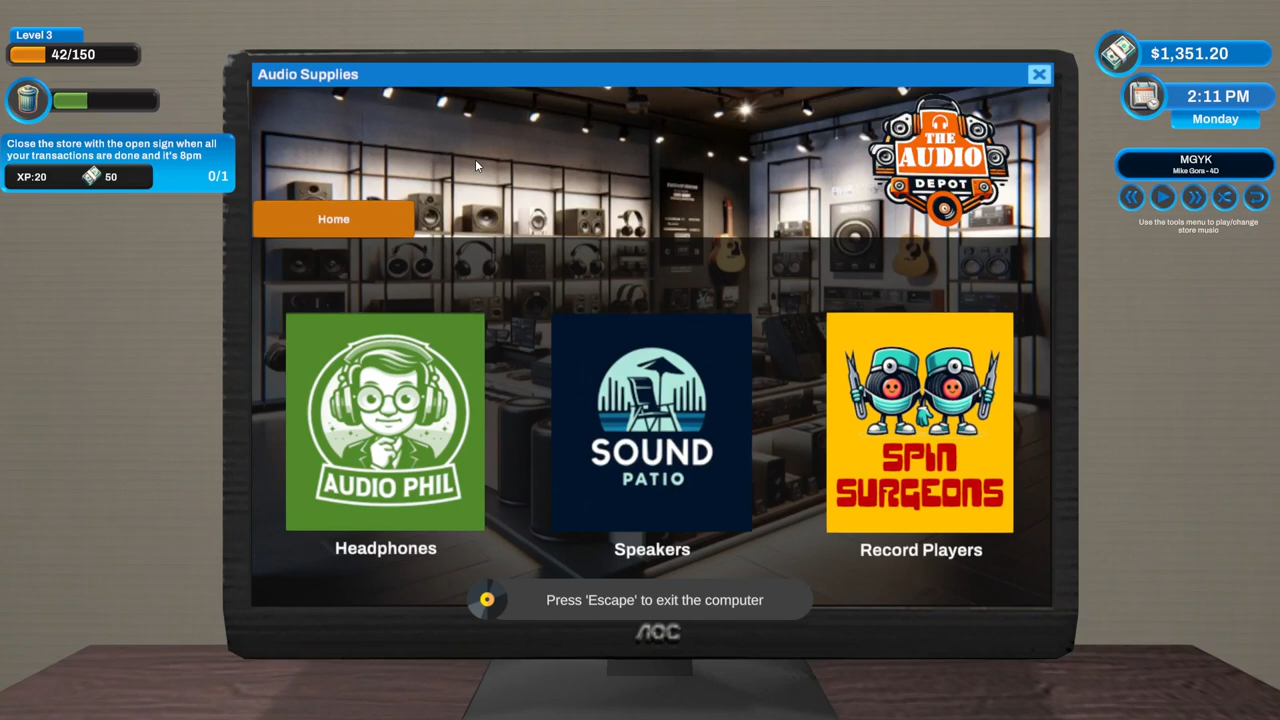 Level 3
42/150
Close the store with the open sign when all
your transactions are done and it's 8pm
XP:20
50
0/1
Audio Supplies
THE
AUDIO
DEPOT
Home
AUDIO PHIL
SOUND
PATIO
SPIN
SURGEONS
Headphones
Speakers
Record Players
Press 'Escape' to exit the computer
AOC
$1,351.20
2:11 PM
Monday
MGYK
Mike Gora - 4D
Use the tools menu to play/change
store music